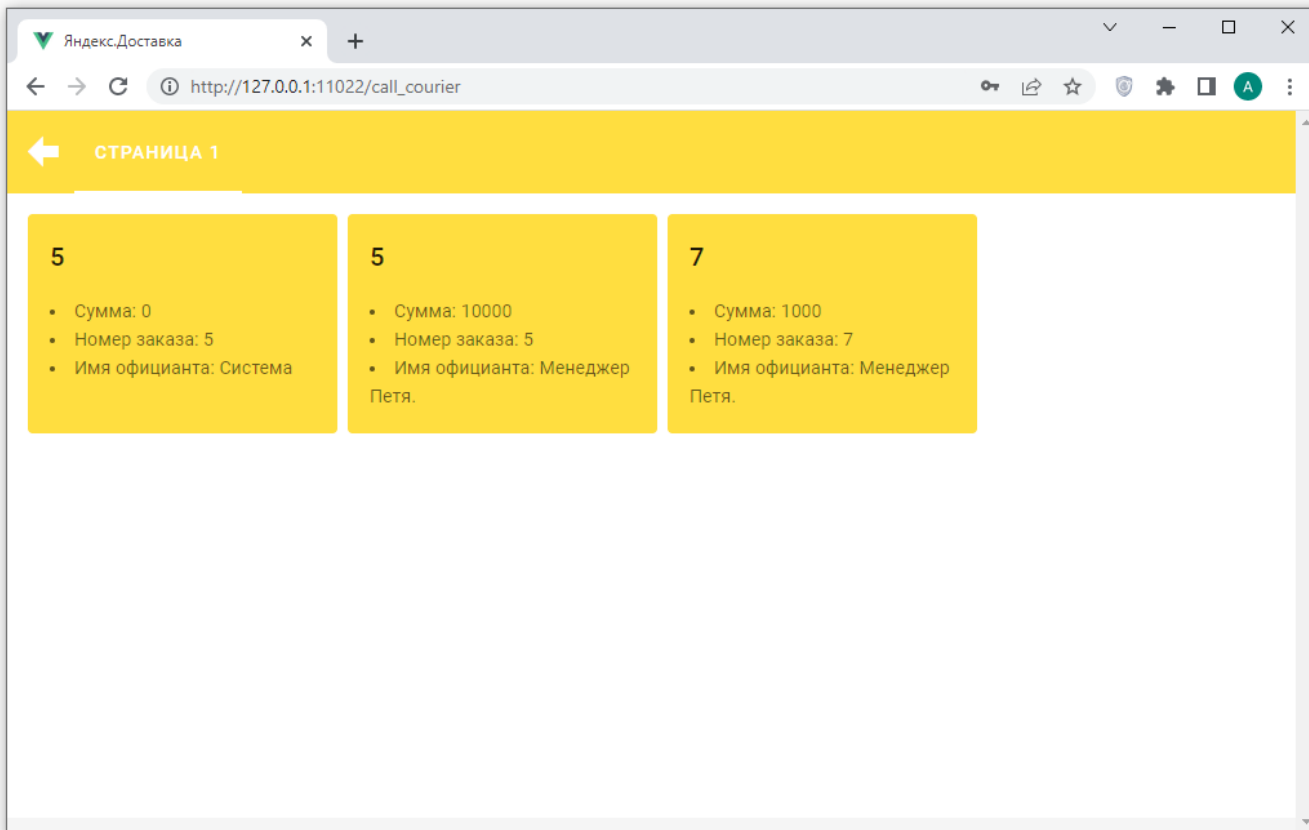 Яндекс.Доставка
http://127.0.0.1:11022/call_courier
A
СТРАНИЦА 1
5
• Сумма: 0
• Номер заказа: 5
• Имя официанта: Система
5
• Сумма: 10000
• Номер заказа: 5
• Имя официанта: Менеджер
Петя.
7
• Сумма: 1000
• Номер заказа: 7
• Имя официанта: Менеджер
Петя.